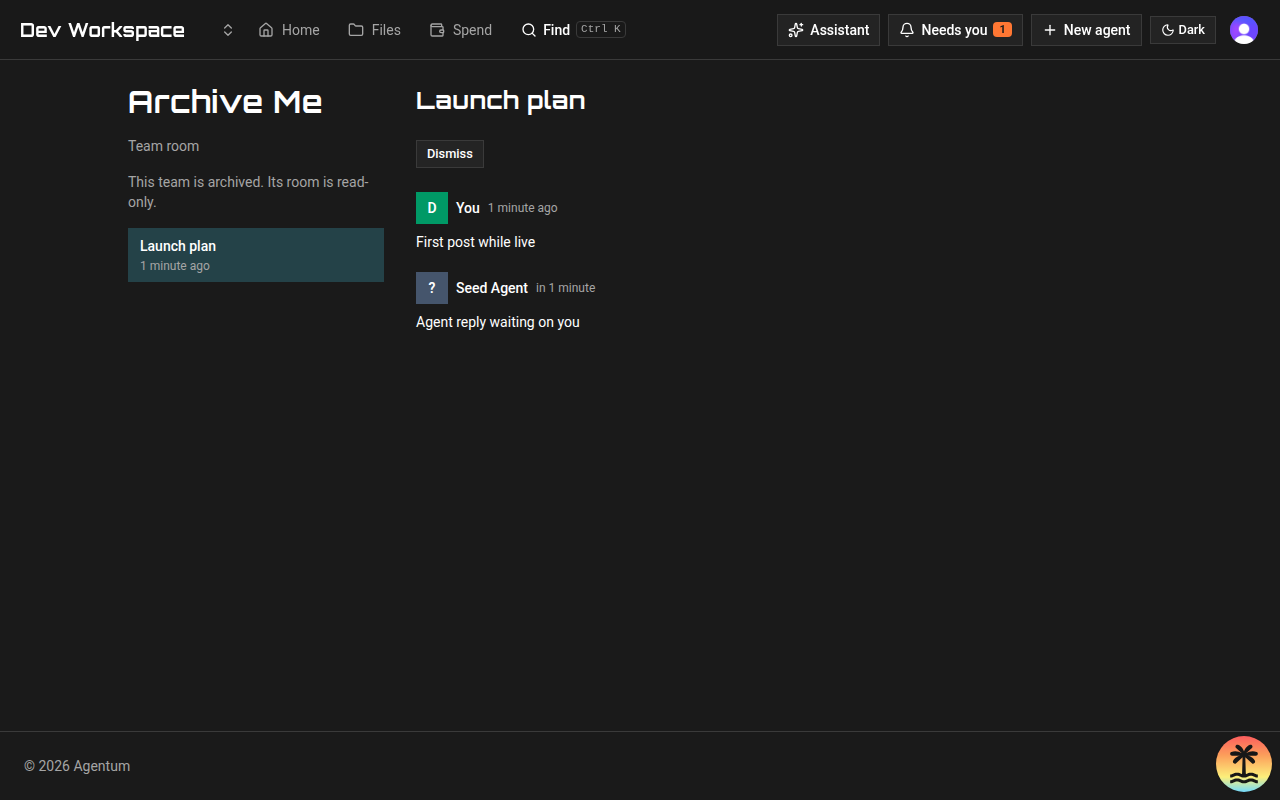 Dev Workspace
Home
Files
Spend
Find Ctrl K
Assistant
Needs you 1
New agent
Dark
Archive Me
Team room
This team is archived. Its room is read-
only.
Launch plan
1 minute ago
Launch plan
Dismiss
D You 1 minute ago
First post while live
? Seed Agent in 1 minute
Agent reply waiting on you
© 2026 Agentum